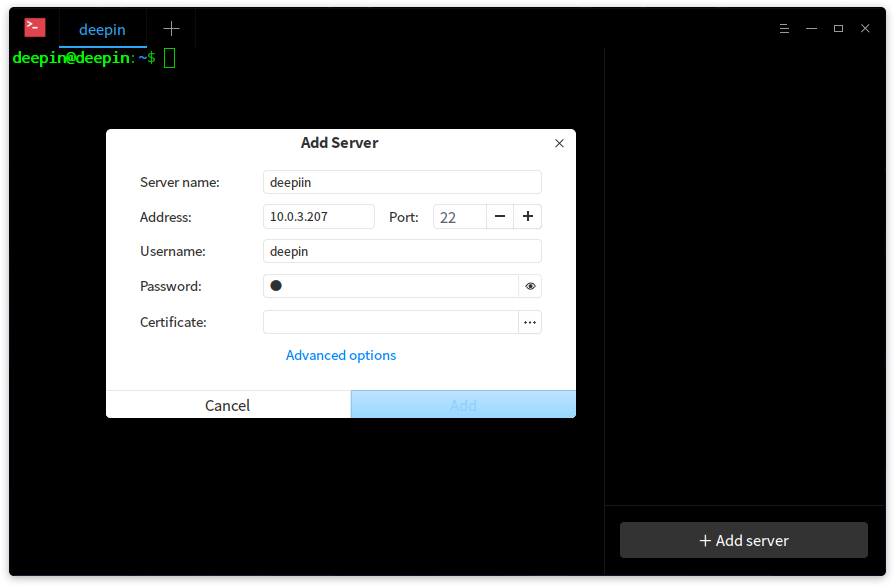 deepin
deepin@deepin:~$
Add Server
Server name: deepiin
Address: 10.0.3.207 Port: 22
Username: deepin
Password:
Certificate:
Advanced options
Cancel Add
+ Add server